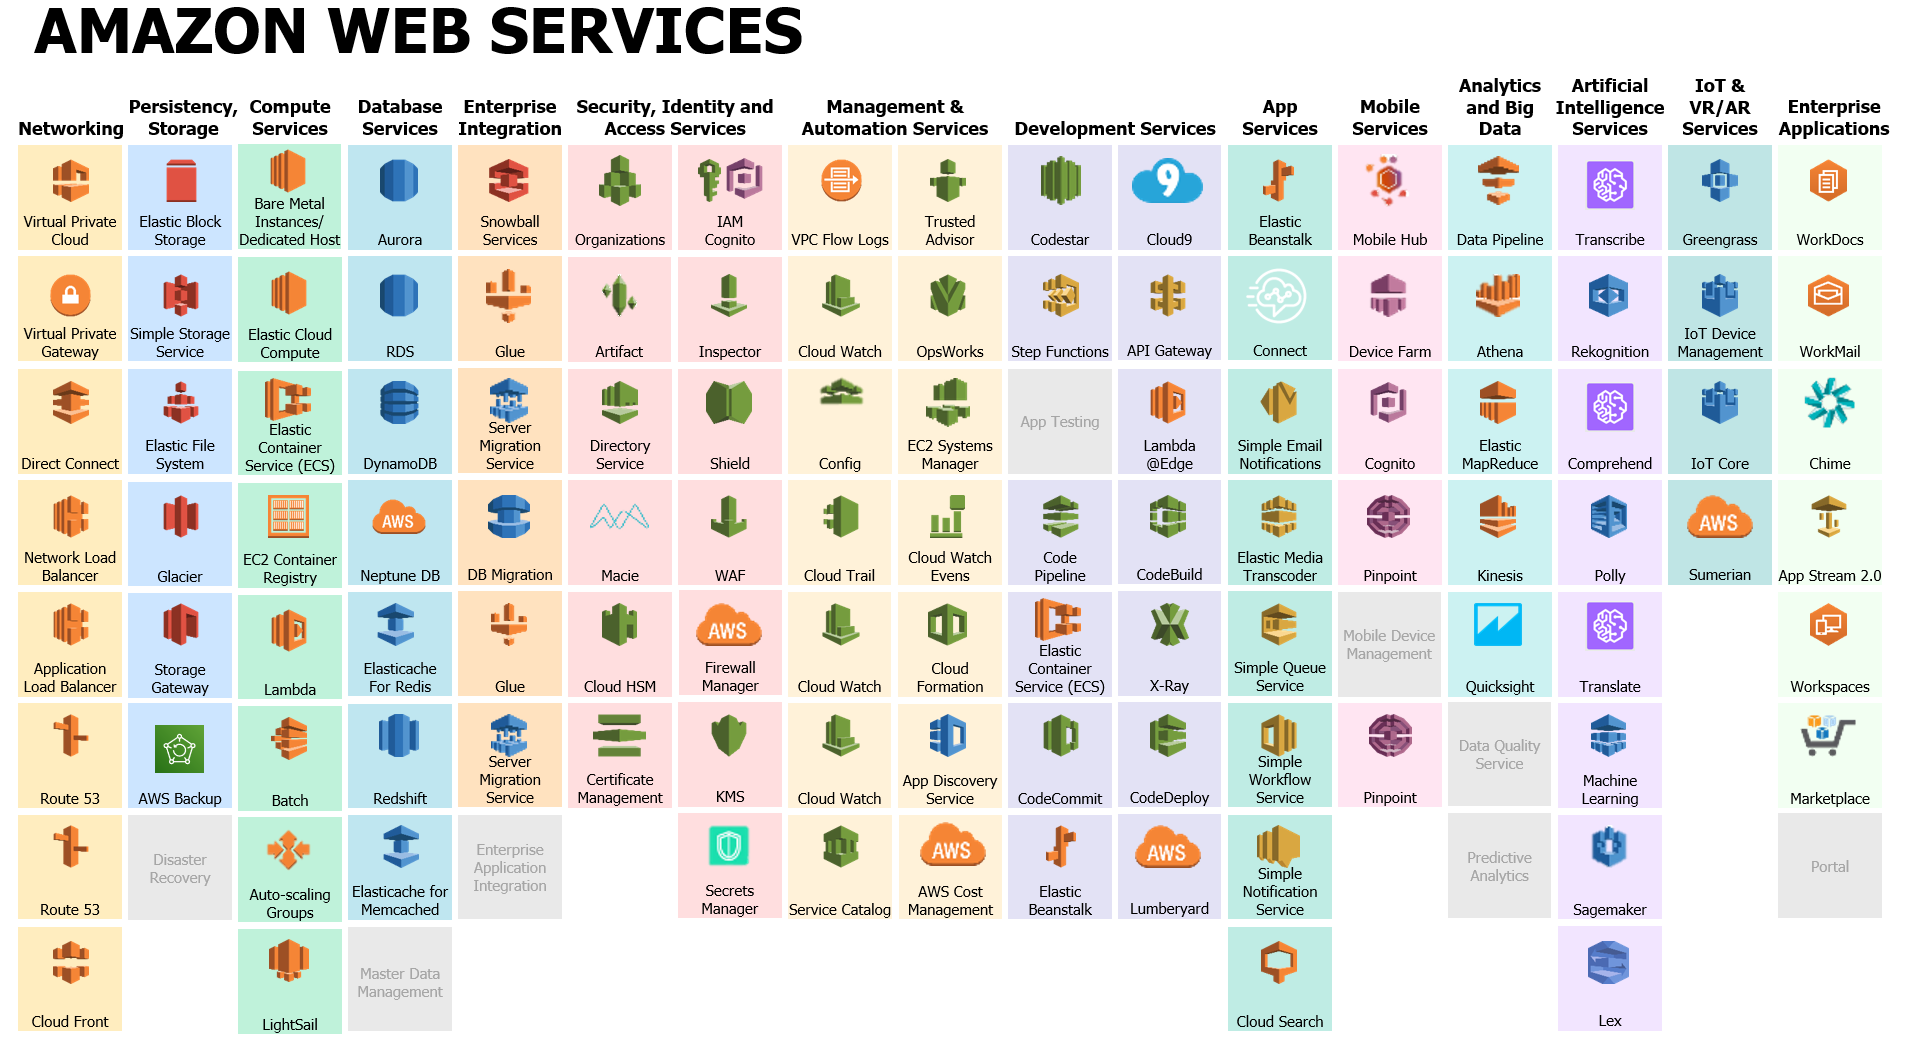 AMAZON WEB SERVICES
Networking
Persistency,
Storage
Compute
Services
Database
Services
Enterprise
Integration
Security, Identity and
Access Services
Management &
Automation Services
Development Services
App
Services
Mobile
Services
Analytics
and Big
Data
Artificial
Intelligence
Services
IoT &
VR/AR
Services
Enterprise
Applications
Virtual Private
Cloud
Elastic Block
Storage
Bare Metal
Instances/
Dedicated Host
Aurora
Snowball
Services
Organizations
IAM
Cognito
VPC Flow Logs
Trusted
Advisor
Codestar
9
Cloud9
Elastic
Beanstalk
Mobile Hub
Data Pipeline
Transcribe
Greengrass
WorkDocs
Virtual Private
Gateway
Simple Storage
Service
Elastic Cloud
Compute
RDS
Glue
Artifact
Inspector
Cloud Watch
OpsWorks
Step Functions
API Gateway
Connect
Device Farm
Athena
Rekognition
IoT Device
Management
WorkMail
Direct Connect
Elastic File
System
Elastic
Container
Service (ECS)
DynamoDB
Server
Migration
Service
Directory
Service
Shield
Config
EC2 Systems
Manager
App Testing
Lambda
@Edge
Simple Email
Notifications
Cognito
Elastic
MapReduce
Comprehend
IoT Core
Chime
Network Load
Balancer
Glacier
EC2 Container
Registry
AWS
Neptune DB
DB Migration
Macie
WAF
Cloud Trail
Cloud Watch
Evens
Code
Pipeline
CodeBuild
Elastic Media
Transcoder
Pinpoint
Kinesis
Polly
AWS
Sumerian
App Stream 2.0
Application
Load Balancer
Storage
Gateway
Lambda
Elasticache
For Redis
Glue
Cloud HSM
AWS
Firewall
Manager
Cloud Watch
Cloud
Formation
Elastic
Container
Service (ECS)
X-Ray
Simple Queue
Service
Mobile Device
Management
Quicksight
Translate
Workspaces
Route 53
AWS Backup
Batch
Redshift
Server
Migration
Service
Certificate
Management
KMS
Cloud Watch
App Discovery
Service
CodeCommit
CodeDeploy
Simple
Workflow
Service
Pinpoint
Data Quality
Service
Machine
Learning
Marketplace
Route 53
Disaster
Recovery
Auto-scaling
Groups
Elasticache for
Memcached
Enterprise
Application
Integration
Secrets
Manager
Service Catalog
AWS
AWS Cost
Management
Elastic
Beanstalk
AWS
Lumberyard
Simple
Notification
Service
Predictive
Analytics
Sagemaker
Portal
Cloud Front
LightSail
Master Data
Management
Cloud Search
Lex